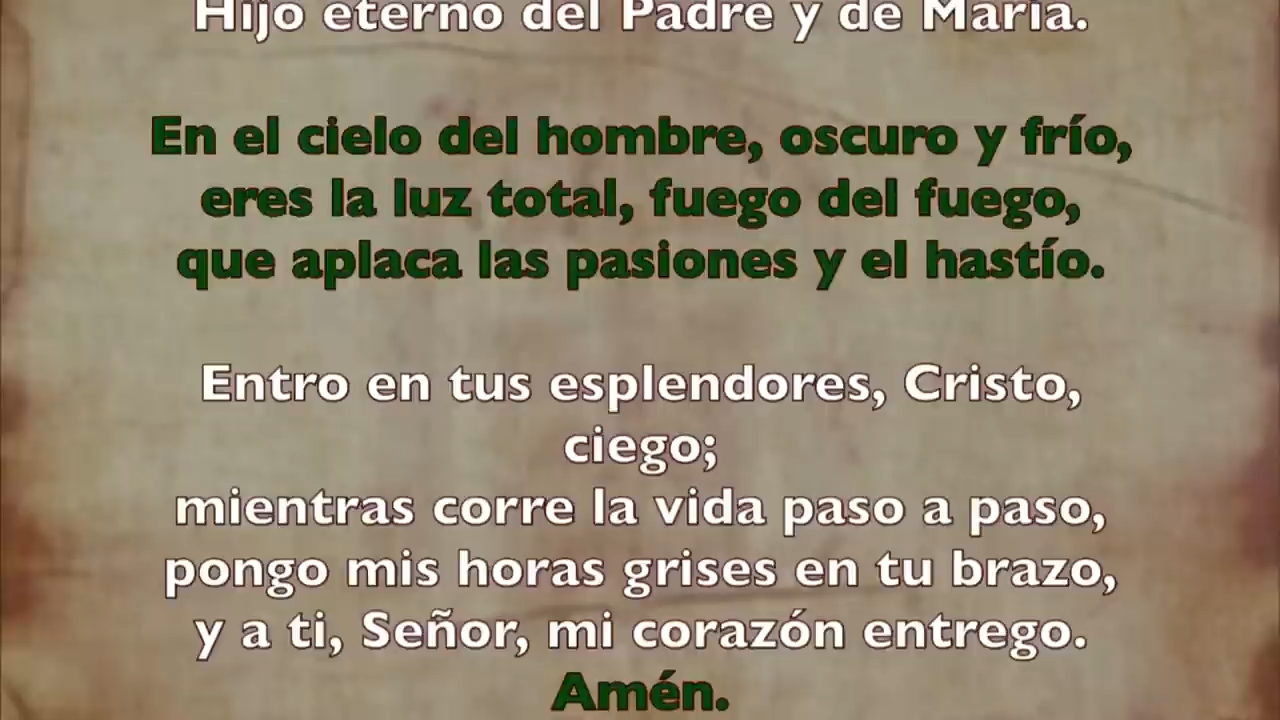 Hijo eterno del Padre y de María.
En el cielo del hombre, oscuro y frío,
eres la luz total, fuego del fuego,
que aplaca las pasiones y el hastío.
Entro en tus esplendores, Cristo,
ciego;
mientras corre la vida paso a paso,
pongo mis horas grises en tu brazo,
y a ti, Señor, mi corazón entrego.
Amén.